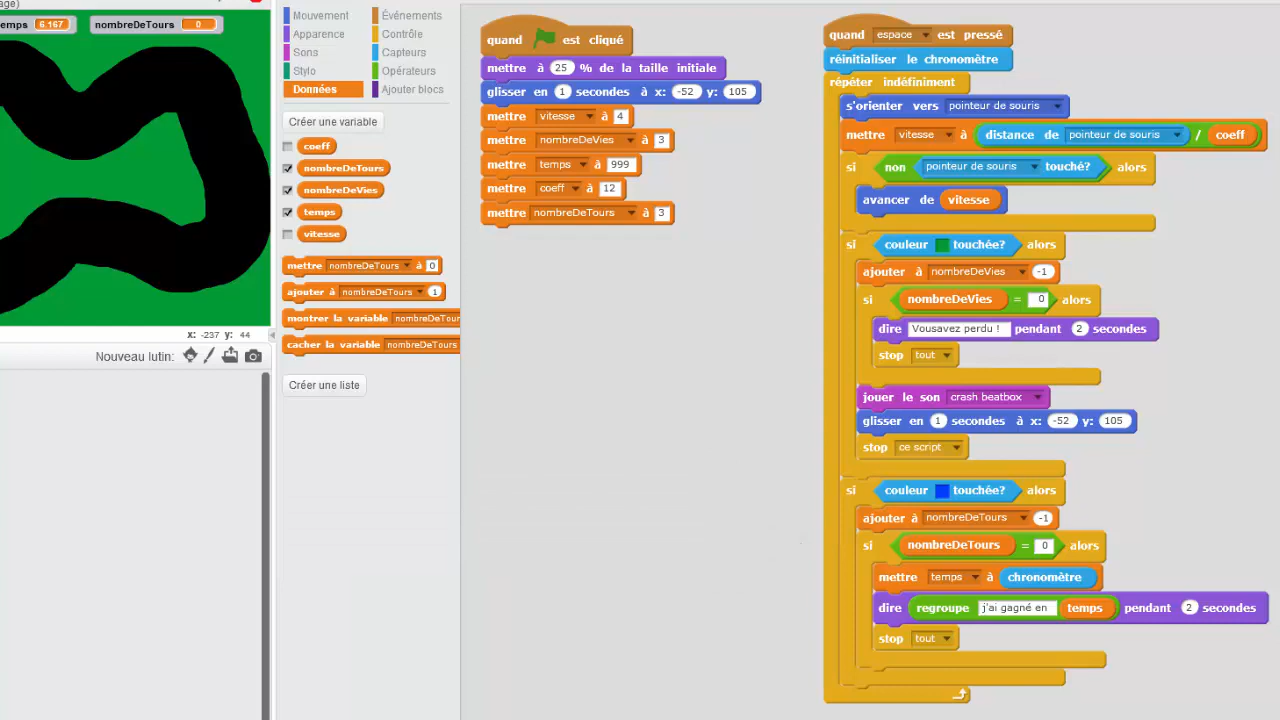 age)
temps 6.167 nombreDeTours 0
x: -237 y: 44
Nouveau lutin:
Mouvement
Apparence
Sons
Stylo
Données
Événements
Contrôle
Capteurs
Opérateurs
Ajouter blocs
Créer une variable
coeff
nombreDeTours
nombreDeVies
temps
vitesse
mettre nombreDeTours à 0
ajouter à nombreDeTours 1
montrer la variable nombreDeTour
cacher la variable nombreDeTours
Créer une liste
quand est cliqué
mettre à 25 % de la taille initiale
glisser en 1 secondes à x: -52 y: 105
mettre vitesse à 4
mettre nombreDeVies à 3
mettre temps à 999
mettre coeff à 12
mettre nombreDeTours à 3
quand espace est pressé
réinitialiser le chronomètre
répéter indéfiniment
s'orienter vers pointeur de souris
mettre vitesse à distance de pointeur de souris / coeff
si non pointeur de souris touché? alors
avancer de vitesse
si couleur touchée? alors
ajouter à nombreDeVies -1
si nombreDeVies = 0 alors
dire Vousavez perdu ! pendant 2 secondes
stop tout
jouer le son crash beatbox
glisser en 1 secondes à x: -52 y: 105
stop ce script
si couleur touchée? alors
ajouter à nombreDeTours -1
si nombreDeTours = 0 alors
mettre temps à chronomètre
dire regroupe j'ai gagné en temps pendant 2 secondes
stop tout